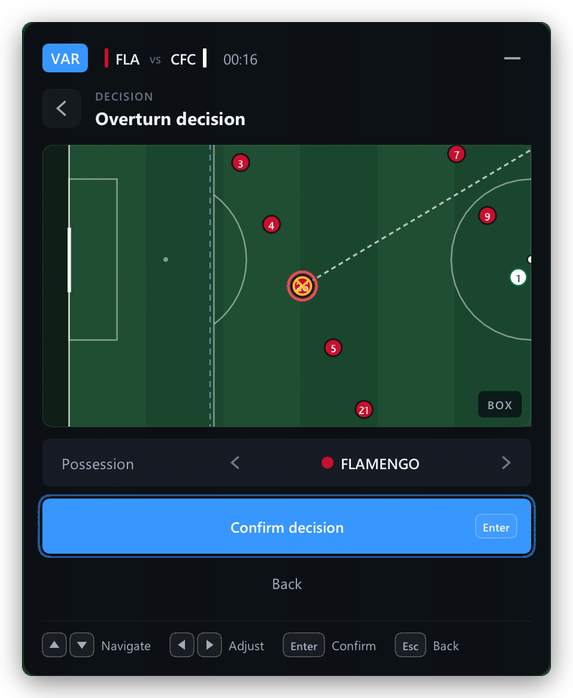 VAR FLA vs CFC 00:16
DECISION
Overturn decision
3
7
4
9
1
5
21
BOX
Possession FLAMENGO
Confirm decision Enter
Back
Navigate Adjust Enter Confirm Esc Back